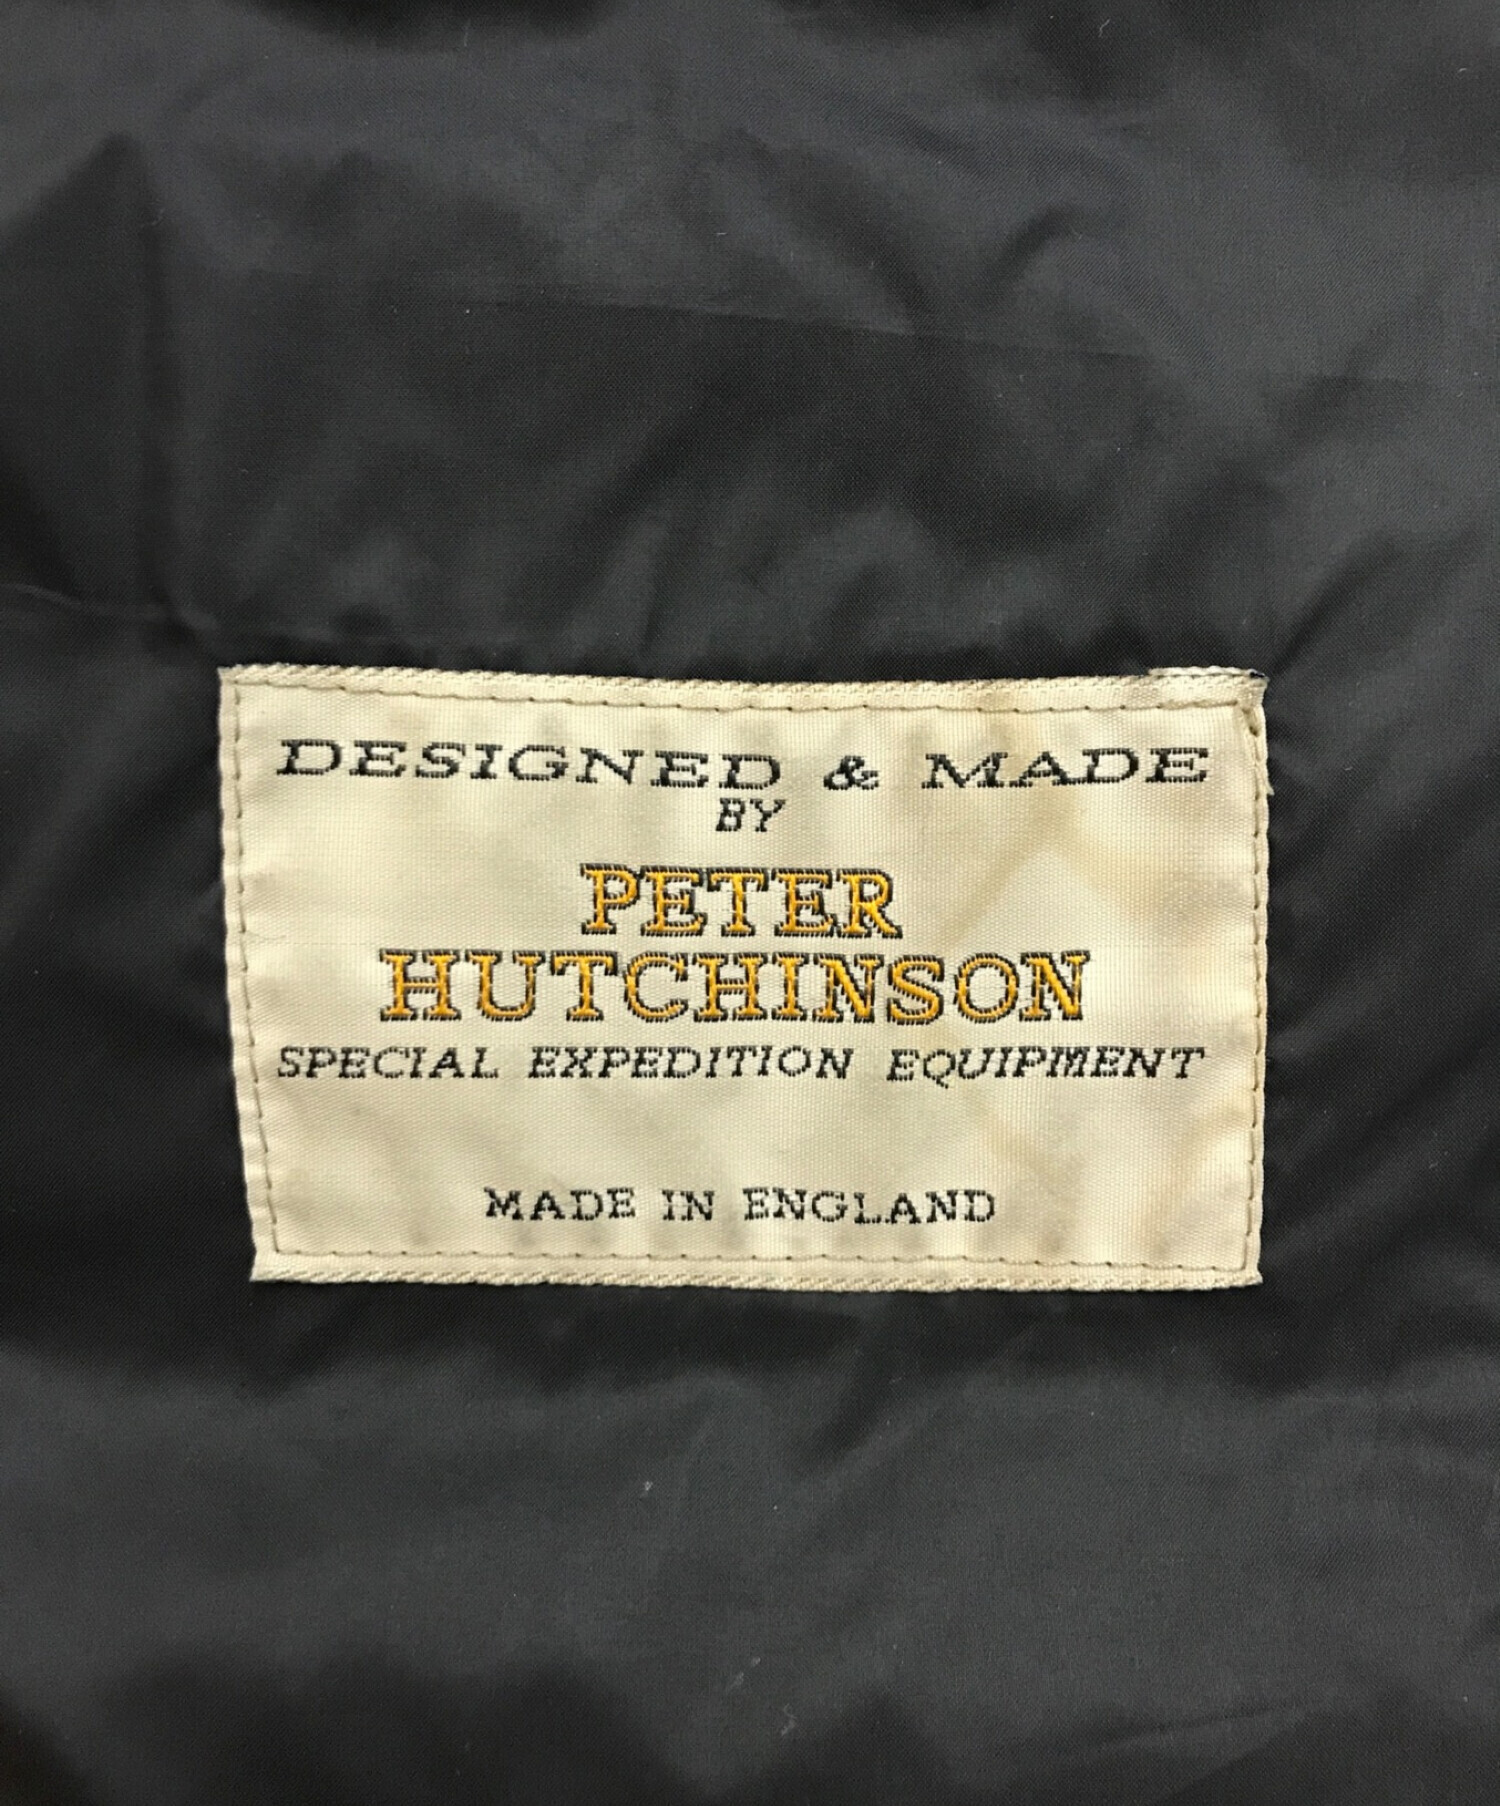 DESIGNED & MADE
BY
PETER
HUTCHINSON
SPECIAL EXPEDITION EQUIPMENT
MADE IN ENGLAND